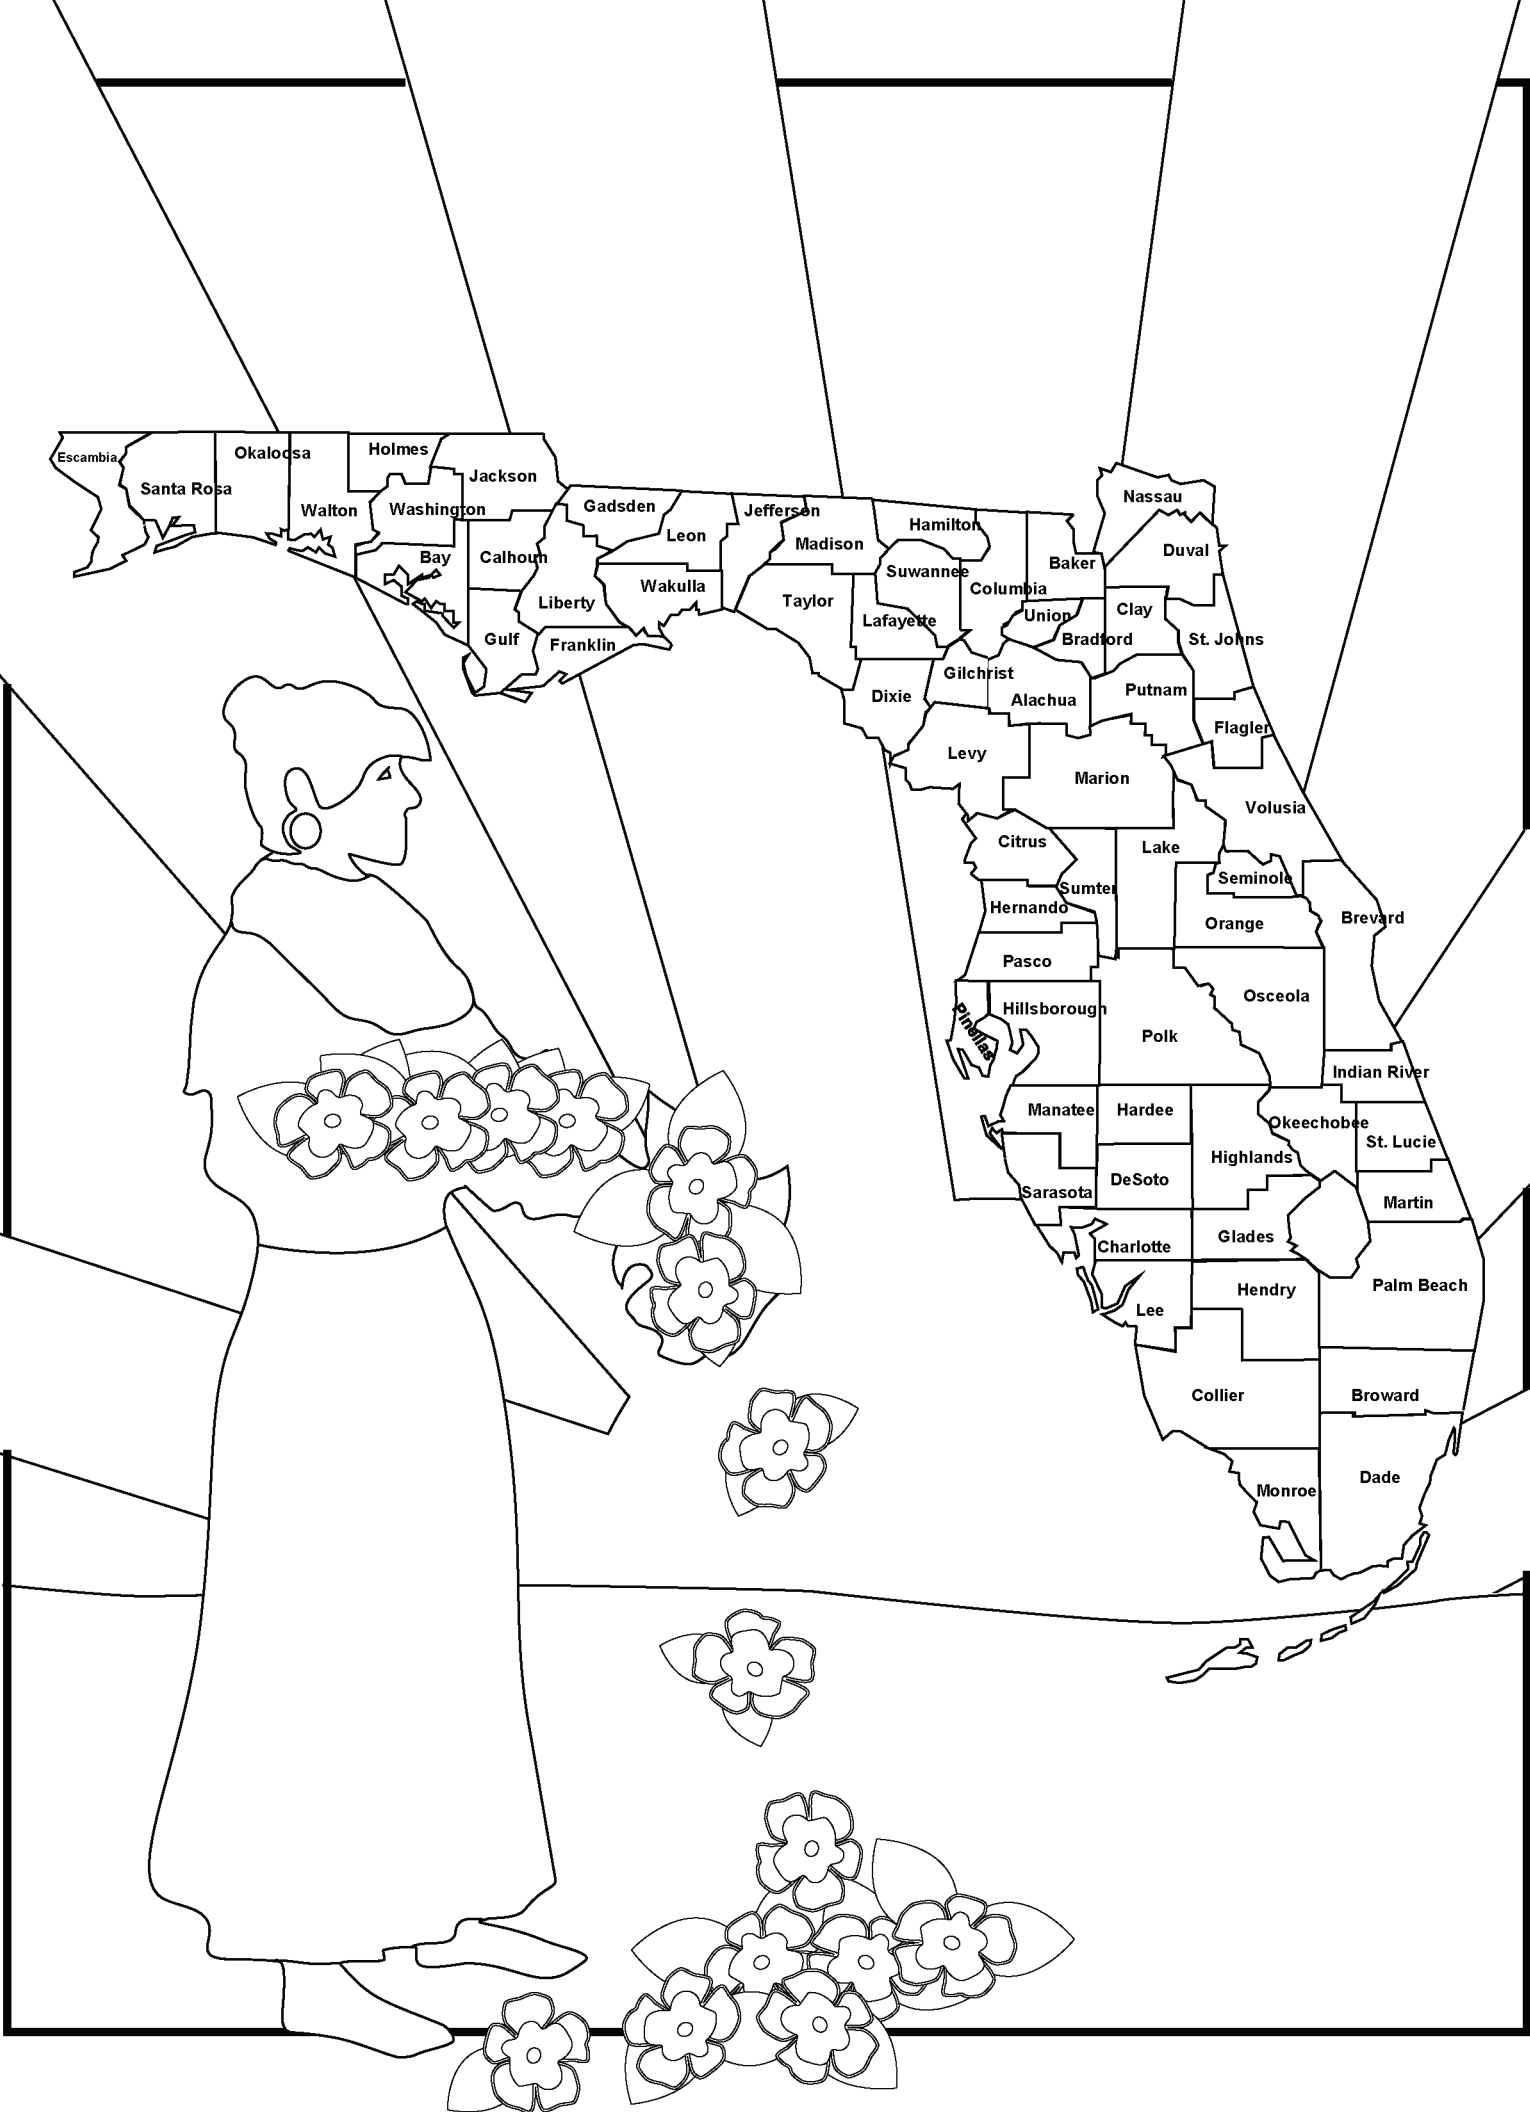 Escambia
Santa Rosa
Okaloosa
Walton
Holmes
Washington
Jackson
Bay
Calhoun
Gulf
Gadsden
Liberty
Franklin
Leon
Wakulla
Jefferson
Madison
Taylor
Hamilton
Suwannee
Lafayette
Dixie
Columbia
Gilchrist
Baker
Union
Bradford
Alachua
Levy
Nassau
Duval
Clay
St. Johns
Putnam
Flagler
Marion
Volusia
Citrus
Lake
Sumter
Seminole
Hernando
Orange
Brevard
Pasco
Osceola
Hillsborough
Pinellas
Polk
Indian River
Manatee
Hardee
Okeechobee
St. Lucie
Highlands
DeSoto
Sarasota
Martin
Glades
Charlotte
Palm Beach
Hendry
Lee
Collier
Broward
Dade
Monroe